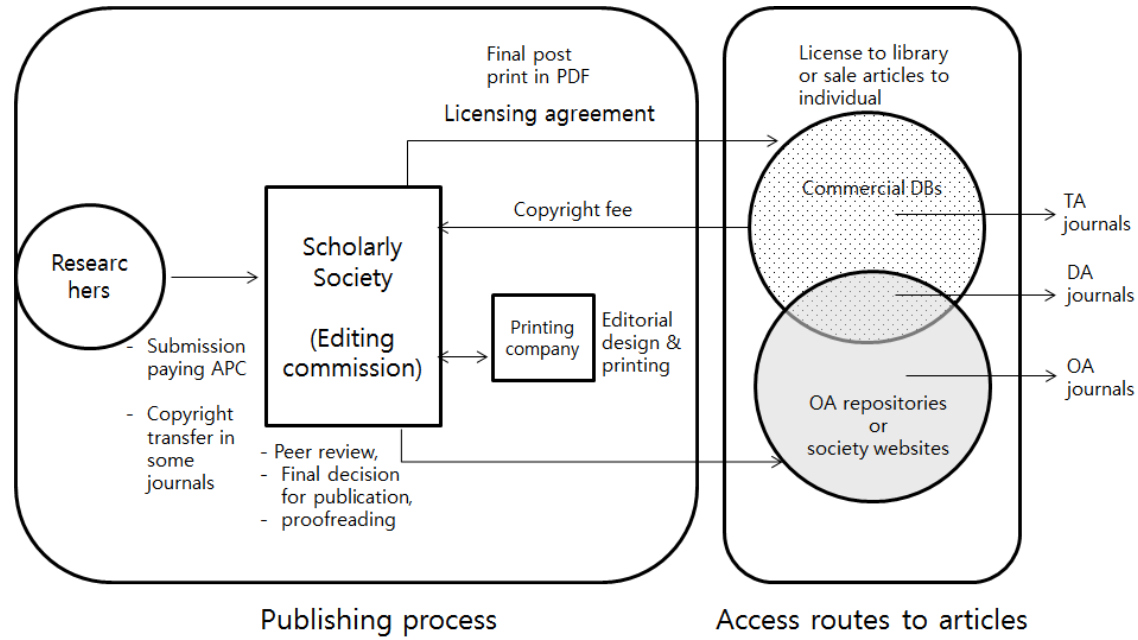 Final post
print in PDF
Licensing agreement
License to library
or sale articles to
individual
Commercial DBs
Copyright fee
TA
journals
Researc
hers
Scholarly
Society
(Editing
commission)
Printing
company
Editorial
design &
printing
DA
journals
OA
journals
- Submission
paying APC
- Copyright
transfer in
some
journals
- Peer review,
- Final decision
for publication,
- proofreading
OA repositories
or
society websites
Publishing process
Access routes to articles